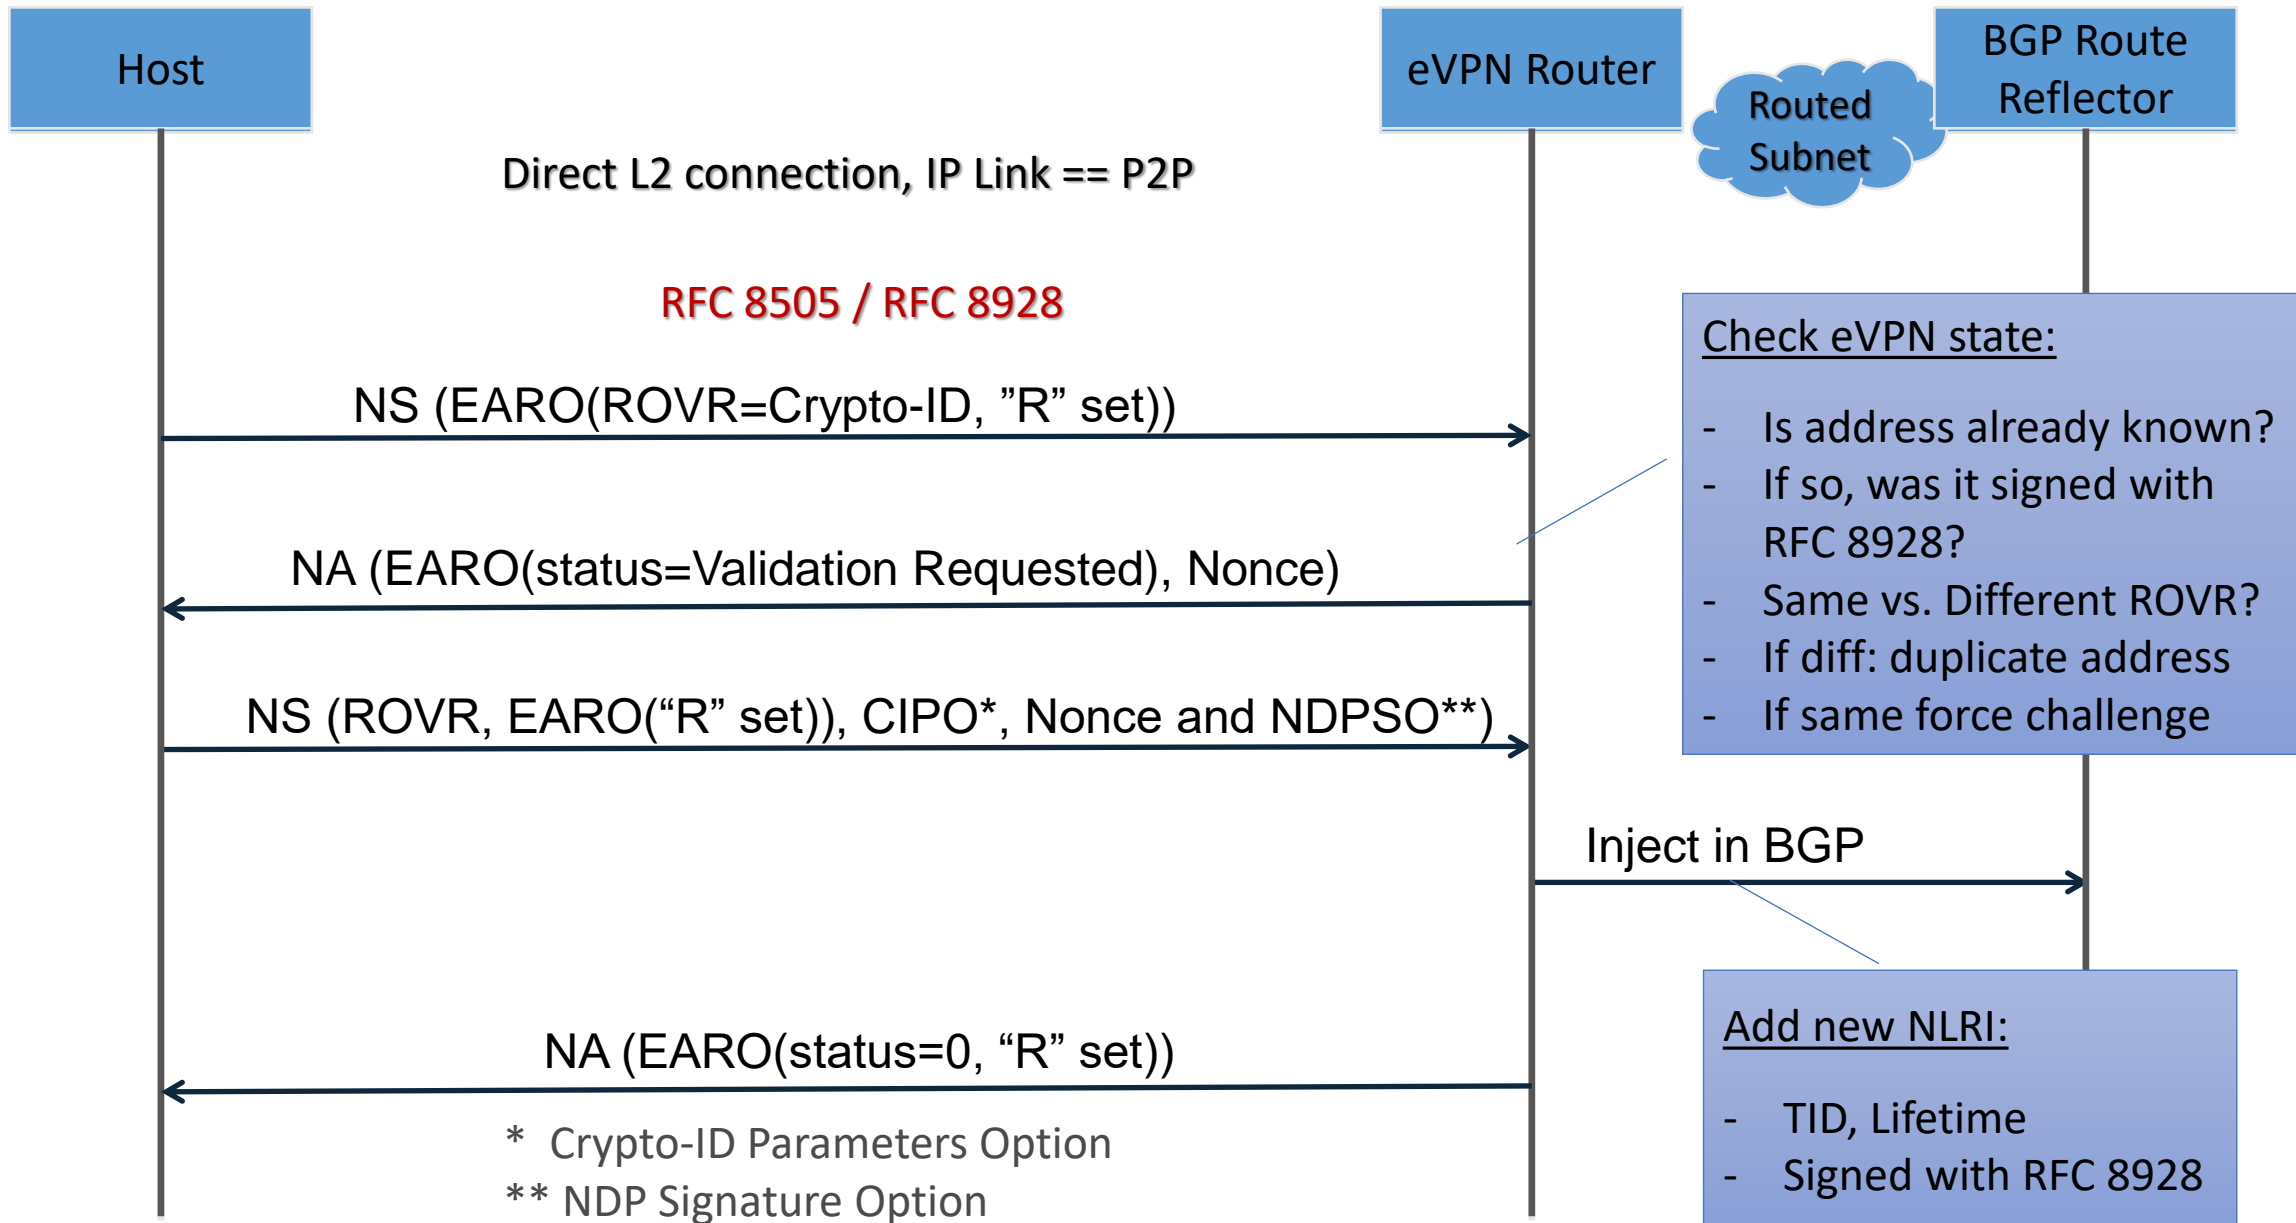 Host
eVPN Router
BGP Route
Reflector
Routed
Subnet
Direct L2 connection, IP Link == P2P
RFC 8505 / RFC 8928
Check eVPN state:
- Is address already known?
- If so, was it signed with
RFC 8928?
- Same vs. Different ROVR?
- If diff: duplicate address
- If same force challenge
NS (EARO(ROVR=Crypto-ID, ”R” set))
NA (EARO(status=Validation Requested), Nonce)
NS (ROVR, EARO(“R” set)), CIPO*, Nonce and NDPSO**)
Inject in BGP
Add new NLRI:
- TID, Lifetime
- Signed with RFC 8928
NA (EARO(status=0, “R” set))
* Crypto-ID Parameters Option
** NDP Signature Option